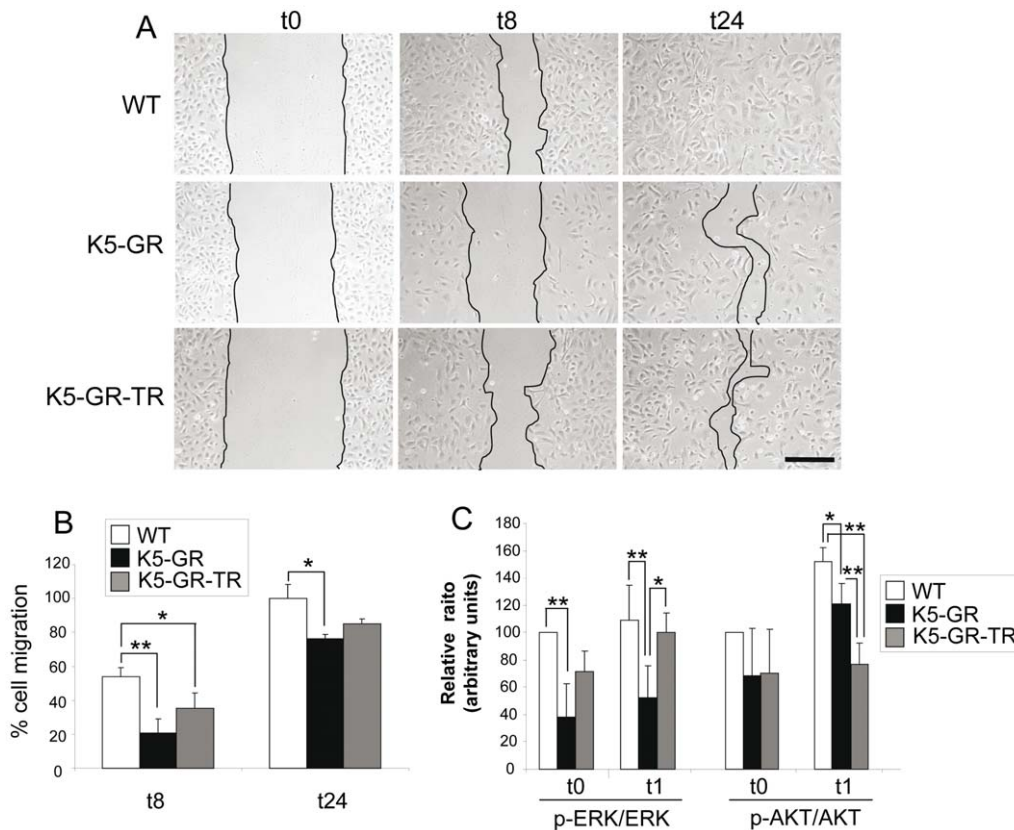 A
t0 t8 t24
WT
K5-GR
K5-GR-TR
B
WT
K5-GR
K5-GR-TR
% cell migration
120
100
80
60
40
20
0
*
**
*
t8 t24
C
Relative raito
(arbitrary units)
180
160
140
120
100
80
60
40
20
0
**
**
*
*
**
**
WT
K5-GR
K5-GR-TR
t0 t1 t0 t1
p-ERK/ERK p-AKT/AKT